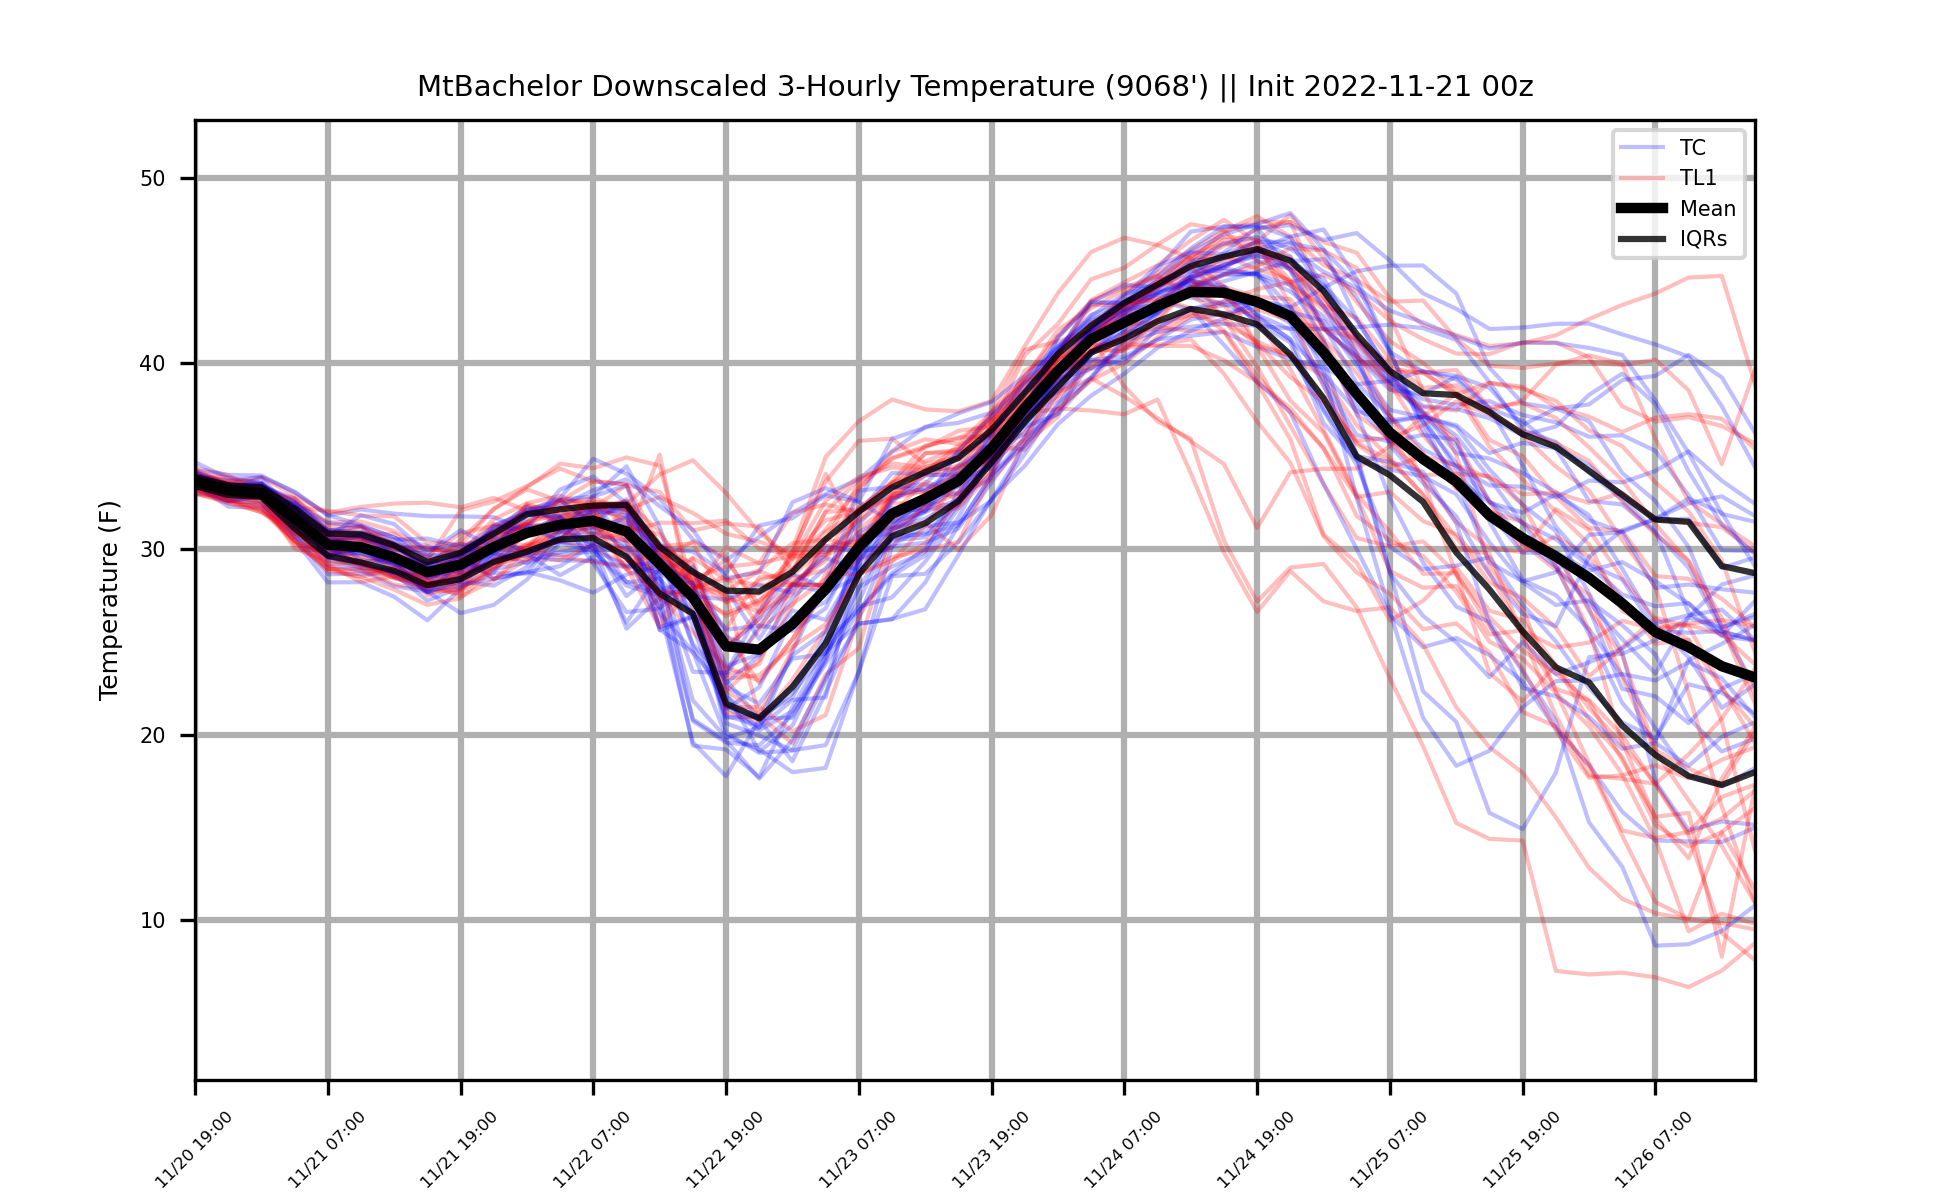 MtBachelor Downscaled 3-Hourly Temperature (9068') || Init 2022-11-21 00z
TC
TL1
Mean
IQRs
Temperature (F)
50
40
30
20
10
11/20 19:00
11/21 07:00
11/21 19:00
11/22 07:00
11/22 19:00
11/23 07:00
11/23 19:00
11/24 07:00
11/24 19:00
11/25 07:00
11/25 19:00
11/26 07:00